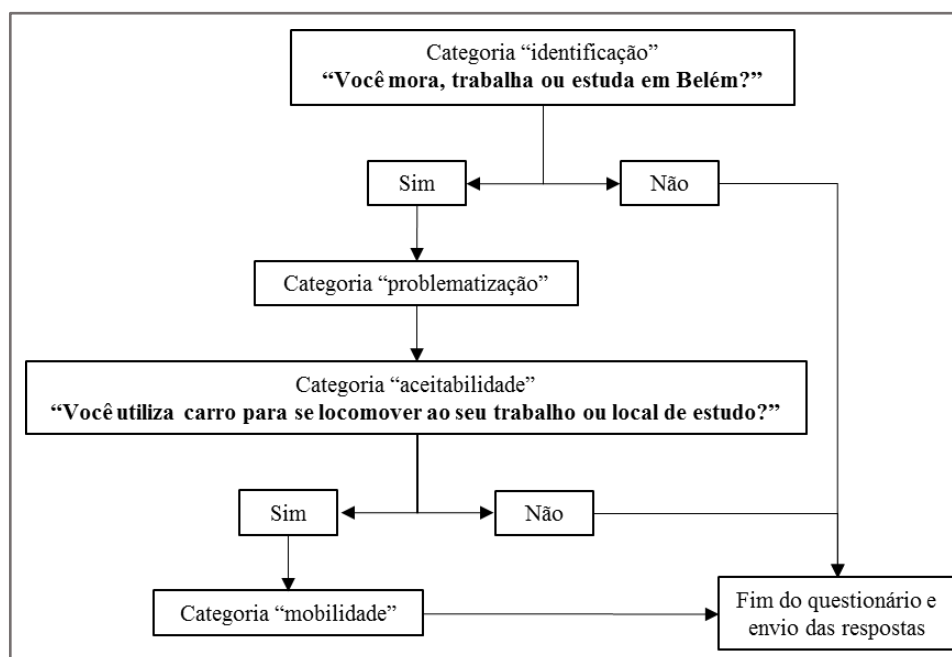 Categoria “identificação”
“Você mora, trabalha ou estuda em Belém?”
Sim
Não
Categoria “problematização”
Categoria “aceitabilidade”
“Você utiliza carro para se locomover ao seu trabalho ou local de estudo?”
Sim
Não
Categoria “mobilidade”
Fim do questionário e
envio das respostas